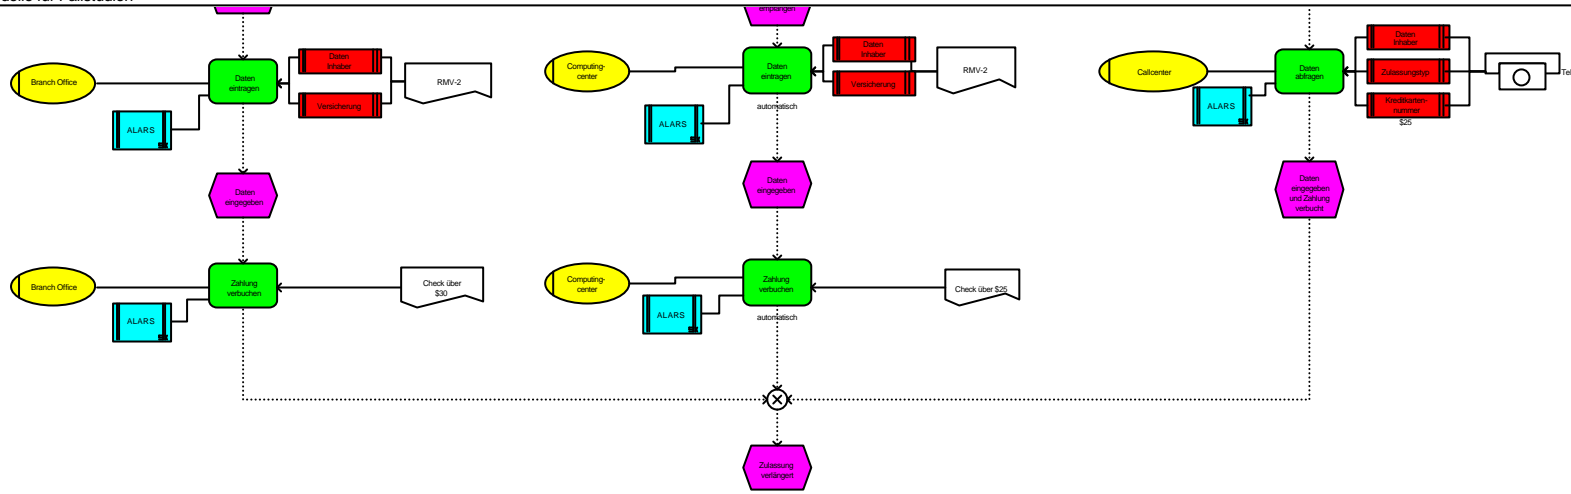 empfangen
Branch Office
Daten
eintragen
Daten
Inhaber
Versicherung
RMV-2
ALARS
Computing-
center
Daten
eintragen
automatisch
Daten
Inhaber
Versicherung
RMV-2
ALARS
Callcenter
Daten
abfragen
Daten
Inhaber
Zulassungstyp
Kreditkarten-
nummer
$25
Tel
ALARS
Daten
eingegeben
Daten
eingegeben
Daten
eingegeben
und Zahlung
verbucht
Branch Office
Zahlung
verbuchen
Check über
$30
ALARS
Computing-
center
Zahlung
verbuchen
automatisch
Check über $25
ALARS
Zulassung
verlängert